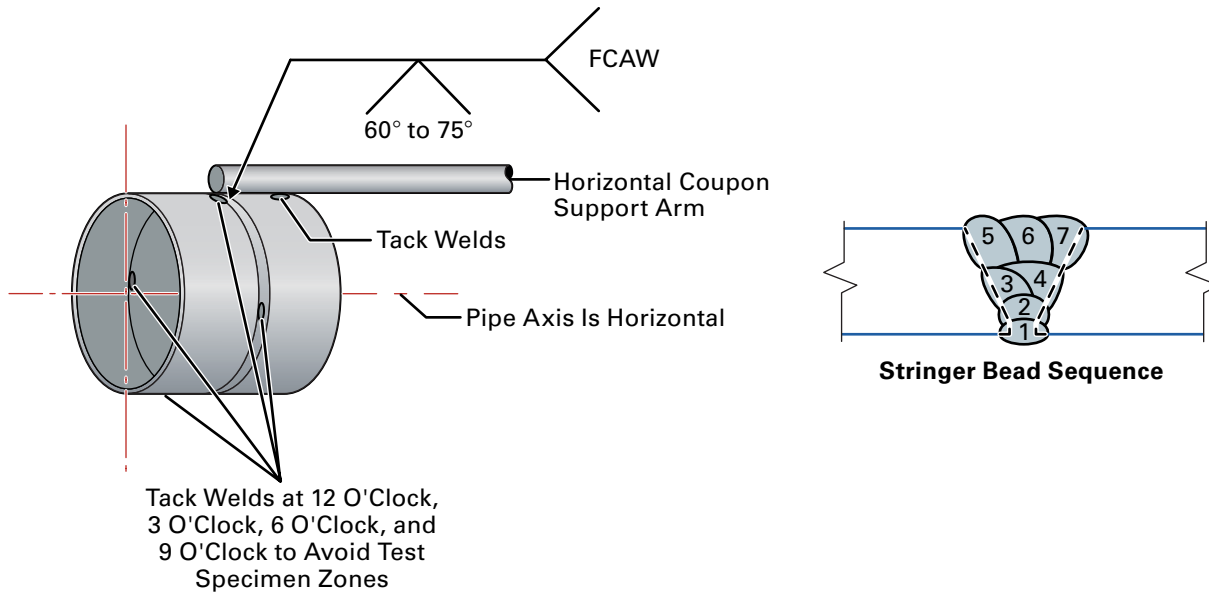 FCAW
60° to 75°
Horizontal Coupon
Support Arm
Tack Welds
Pipe Axis Is Horizontal
Tack Welds at 12 O'Clock,
3 O'Clock, 6 O'Clock, and
9 O'Clock to Avoid Test
Specimen Zones
5 6 7
3 4
2
1
Stringer Bead Sequence